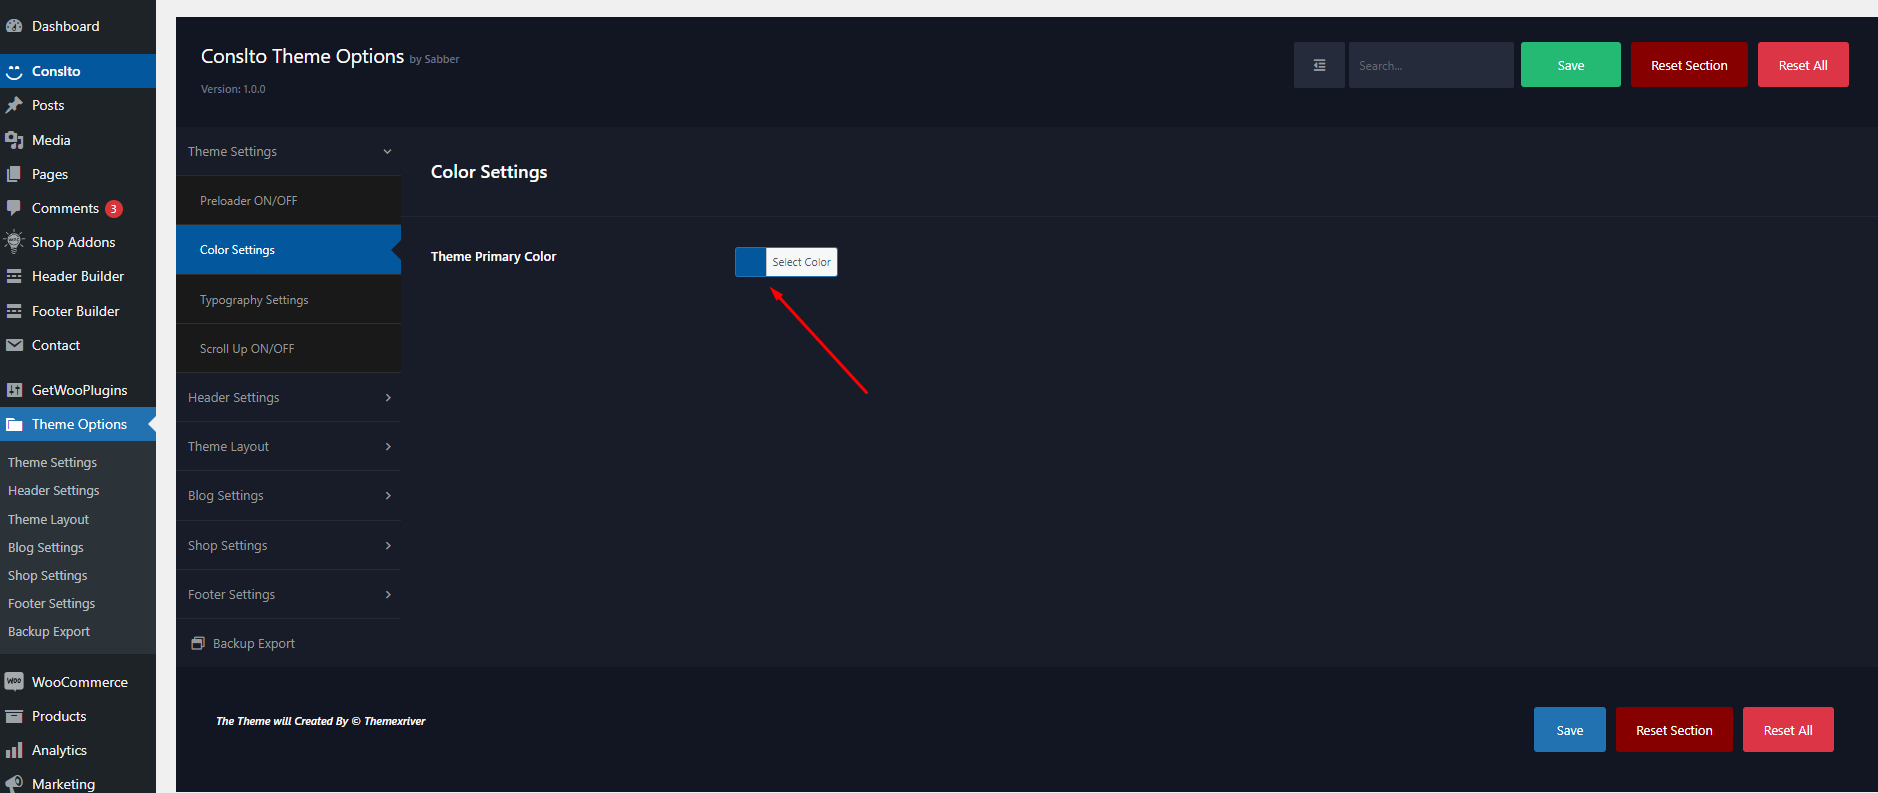 Dashboard
Conslto
Posts
Media
Pages
Comments 3
Shop Addons
Header Builder
Footer Builder
Contact
GetWooPlugins
Theme Options
Theme Settings
Header Settings
Theme Layout
Blog Settings
Shop Settings
Footer Settings
Backup Export
WooCommerce
Products
Analytics
Marketing
Conslto Theme Options by Sabber
Version: 1.0.0
Search...
Save
Reset Section
Reset All
Theme Settings
Preloader ON/OFF
Color Settings
Typography Settings
Scroll Up ON/OFF
Header Settings
Theme Layout
Blog Settings
Shop Settings
Footer Settings
Backup Export
Color Settings
Theme Primary Color
Select Color
The Theme will Created By © Themexriver
Save
Reset Section
Reset All